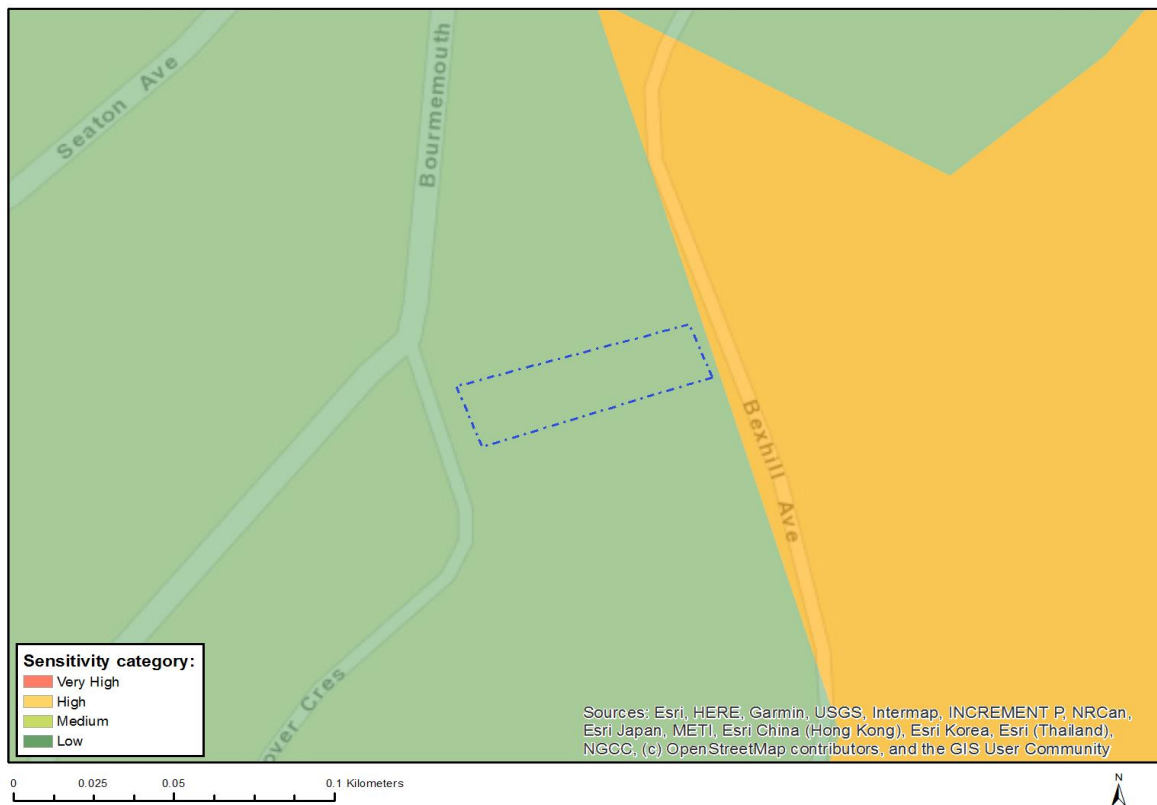 Seaton Ave
Bournemouth
Bexhill Ave
over Cres
Sensitivity category:
Very High
High
Medium
Low
Sources: Esri, HERE, Garmin, USGS, Intermap, INCREMENT P, NRCan,
Esri Japan, METI, Esri China (Hong Kong), Esri Korea, Esri (Thailand),
NGCC, (c) OpenStreetMap contributors, and the GIS User Community
0 0.025 0.05 0.1 Kilometers
N